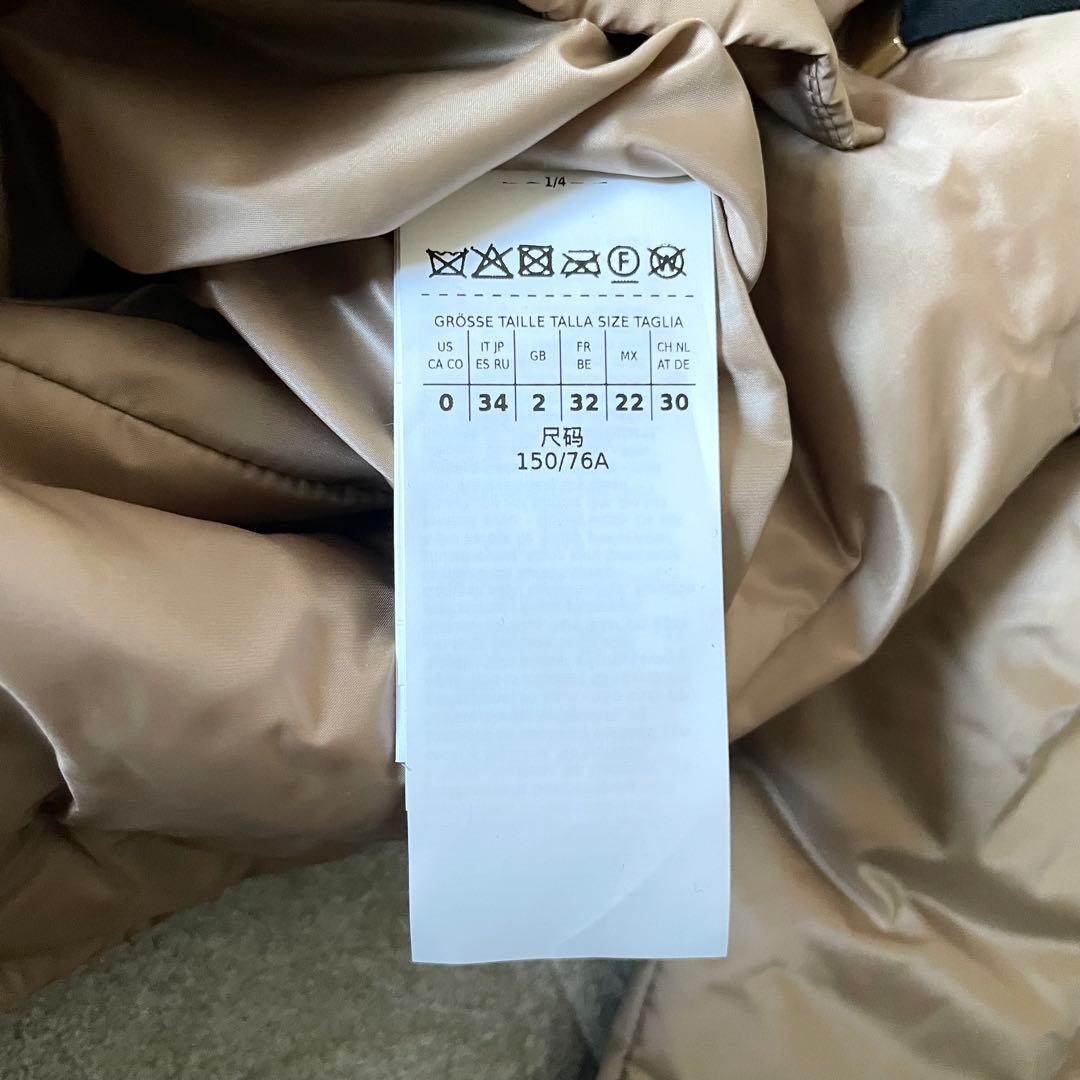 1/4
F W
GRÖSSE TAILLE TALLA SIZE TAGLIA
US CA CO IT JP ES RU GB FR BE MX CH NL AT DE
0 34 2 32 22 30
尺码
150/76A